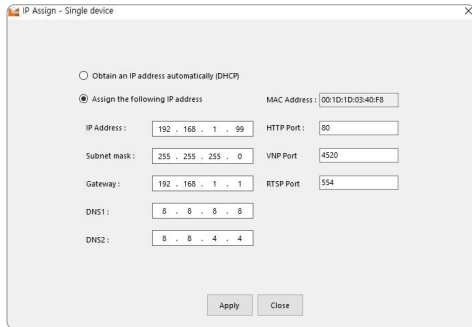 IP Assign - Single device
Obtain an IP address automatically (DHCP)
Assign the following IP address
MAC Address : 00:1D:1D:03:40:F8
IP Address : 192 . 168 . 1 . 99
HTTP Port : 80
Subnet mask : 255 . 255 . 255 . 0
VNP Port 4520
Gateway : 192 . 168 . 1 . 1
RTSP Port 554
DNS1 : 8 . 8 . 8 . 8
DNS2 : 8 . 8 . 4 . 4
Apply Close